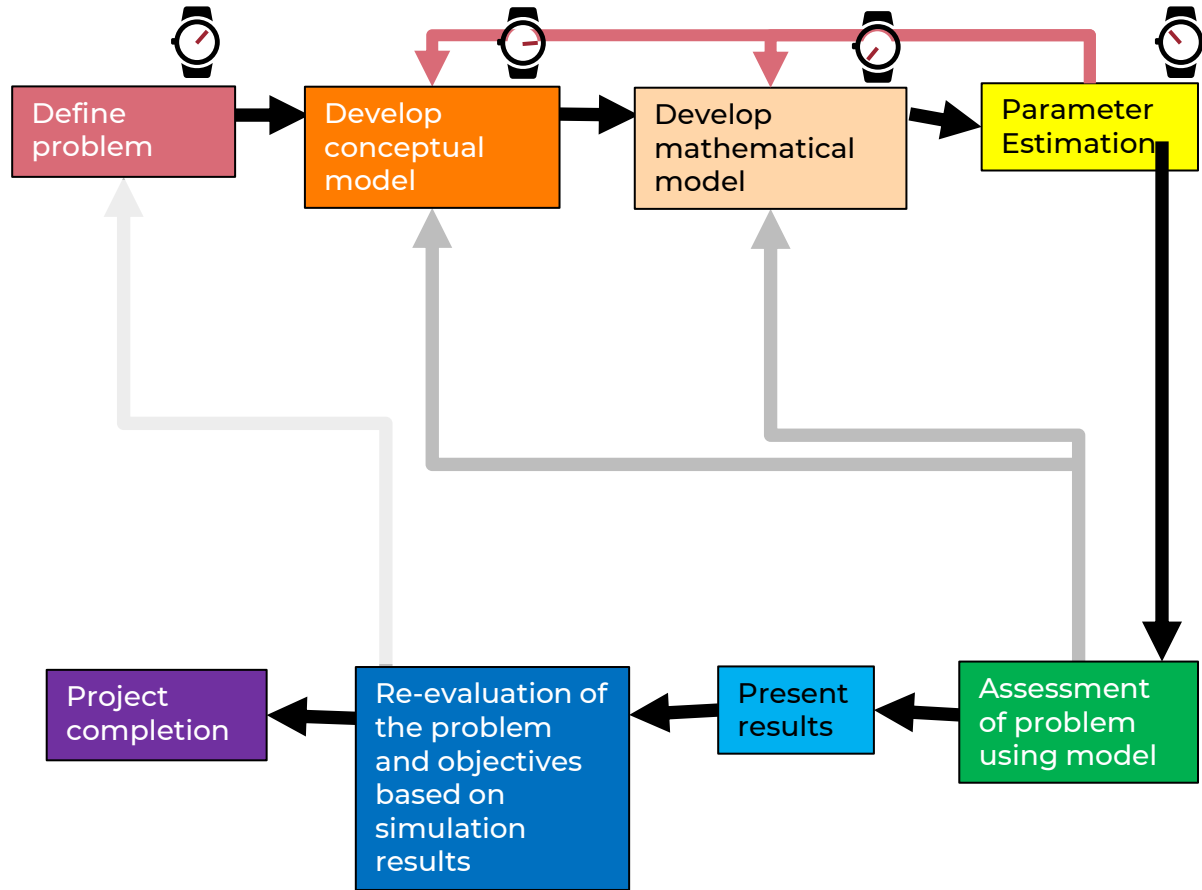 Define
problem
Develop
conceptual
model
Develop
mathematical
model
Parameter
Estimation
Project
completion
Re-evaluation of
the problem
and objectives
based on
simulation
results
Present
results
Assessment
of problem
using model